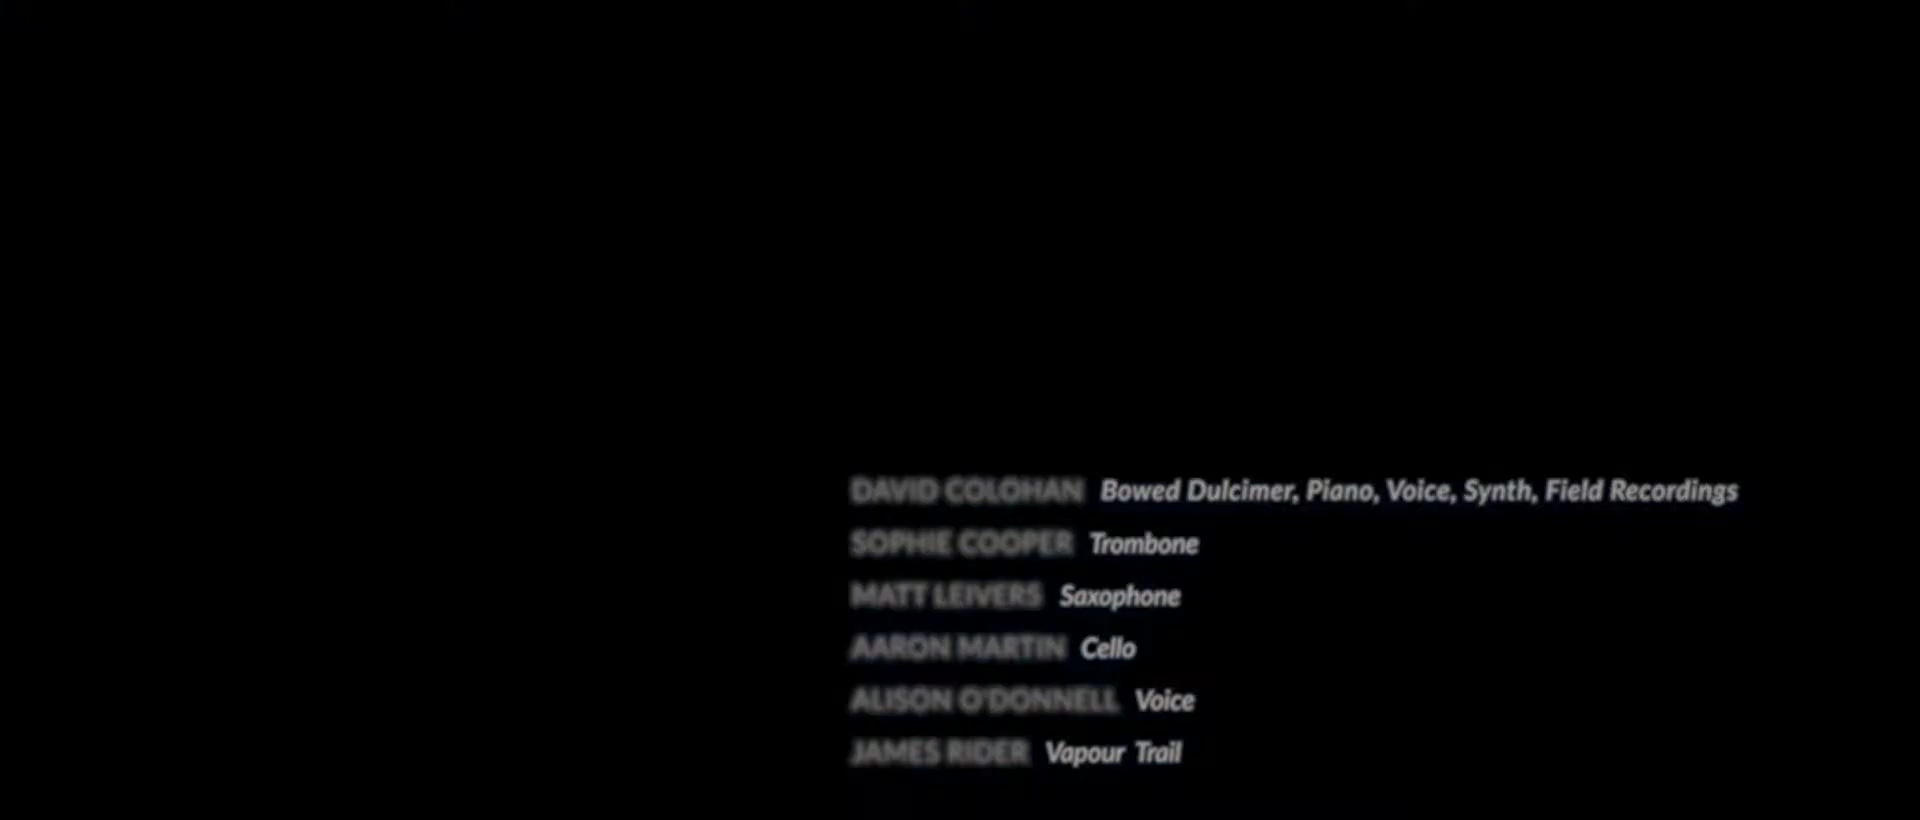 DAVID COLOHAN Bowed Dulcimer, Piano, Voice, Synth, Field Recordings
SOPHIE COOPER Trombone
MATT LEIVERS Saxophone
AARON MARTIN Cello
ALISON O'DONNELL Voice
JAMES RIDER Vapour Trail